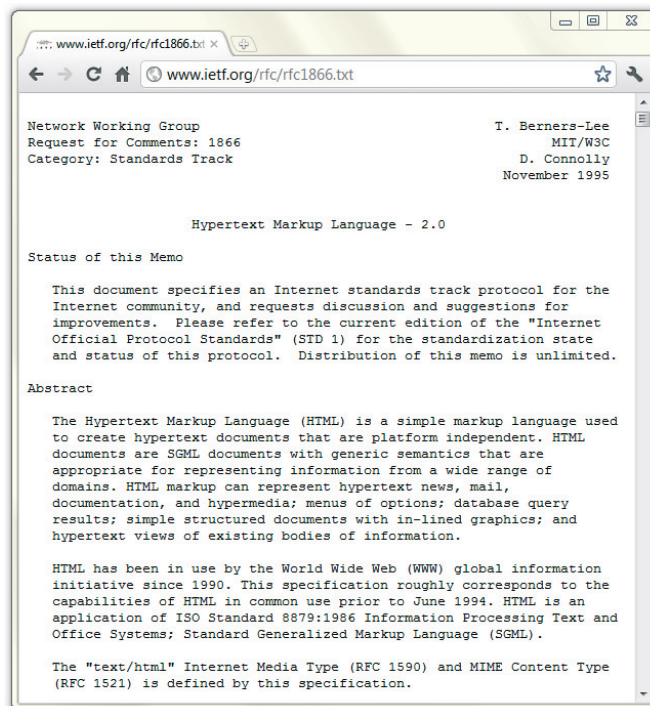 www.ietf.org/rfc/rfc1866.txt
www.ietf.org/rfc/rfc1866.txt
Network Working Group T. Berners-Lee
Request for Comments: 1866 MIT/W3C
Category: Standards Track D. Connolly
November 1995
Hypertext Markup Language - 2.0
Status of this Memo
This document specifies an Internet standards track protocol for the
Internet community, and requests discussion and suggestions for
improvements. Please refer to the current edition of the "Internet
Official Protocol Standards" (STD 1) for the standardization state
and status of this protocol. Distribution of this memo is unlimited.
Abstract
The Hypertext Markup Language (HTML) is a simple markup language used
to create hypertext documents that are platform independent. HTML
documents are SGML documents with generic semantics that are
appropriate for representing information from a wide range of
domains. HTML markup can represent hypertext news, mail,
documentation, and hypermedia; menus of options; database query
results; simple structured documents with in-lined graphics; and
hypertext views of existing bodies of information.
HTML has been in use by the World Wide Web (WWW) global information
initiative since 1990. This specification roughly corresponds to the
capabilities of HTML in common use prior to June 1994. HTML is an
application of ISO Standard 8879:1986 Information Processing Text and
Office Systems; Standard Generalized Markup Language (SGML).
The "text/html" Internet Media Type (RFC 1590) and MIME Content Type
(RFC 1521) is defined by this specification.